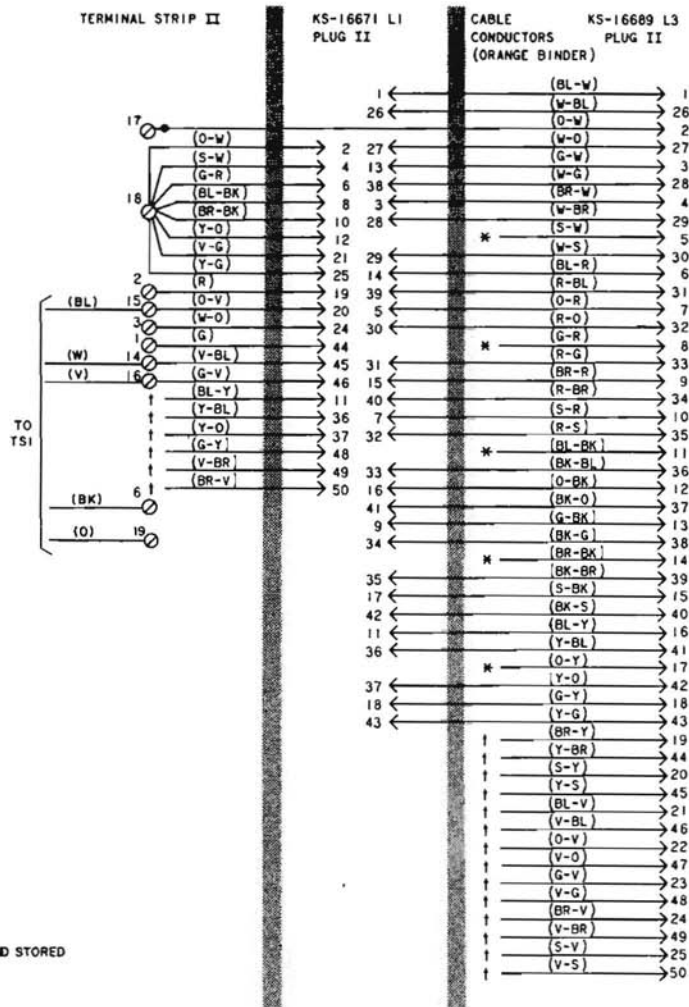 TERMINAL STRIP II
KS-16671 L1
PLUG II
CABLE
CONDUCTORS
(ORANGE BINDER)
KS-16689 L3
PLUG II
17
18
(O-W) 2
(S-W) 4
(G-R) 6
(BL-BK) 8
(BR-BK) 10
(Y-O) 12
(V-G) 21
(Y-G) 25
2 (R) 19
(BL) 15 (O-V) 20
3 (W-O) 24
1 (G) 44
(W) 14 (V-BL) 45
(V) 16 (G-V) 46
↑ (BL-Y) 11
↑ (Y-BL) 36
↑ (Y-O) 37
↑ (G-Y) 48
↑ (V-BR) 49
↑ (BR-V) 50
(BK) 6
(O) 19
TO
TS1
1 (BL-W) 1
26 (W-BL) 26
(O-W) 2
27 (W-O) 27
13 (G-W) 3
38 (W-G) 28
3 (BR-W) 4
28 (W-BR) 29
* (S-W) 5
29 (W-S) 30
14 (BL-R) 6
39 (R-BL) 31
5 (O-R) 7
30 (R-O) 32
* (G-R) 8
31 (R-G) 33
15 (BR-R) 9
40 (R-BR) 34
7 (S-R) 10
32 (R-S) 35
* (BL-BK) 11
33 (BK-BL) 36
16 (O-BK) 12
41 (BK-O) 37
9 (G-BK) 13
34 (BK-G) 38
* (BR-BK) 14
35 (BK-BR) 39
17 (S-BK) 15
42 (BK-S) 40
11 (BL-Y) 16
36 (Y-BL) 41
* (O-Y) 17
37 (Y-O) 42
18 (G-Y) 18
43 (Y-G) 43
↑ (BR-Y) 19
↑ (Y-BR) 44
↑ (S-Y) 20
↑ (Y-S) 45
↑ (BL-V) 21
↑ (V-BL) 46
↑ (O-V) 22
↑ (V-O) 47
↑ (G-V) 23
↑ (V-G) 48
↑ (BR-V) 24
↑ (V-BR) 49
↑ (S-V) 25
↑ (V-S) 50
D STORED